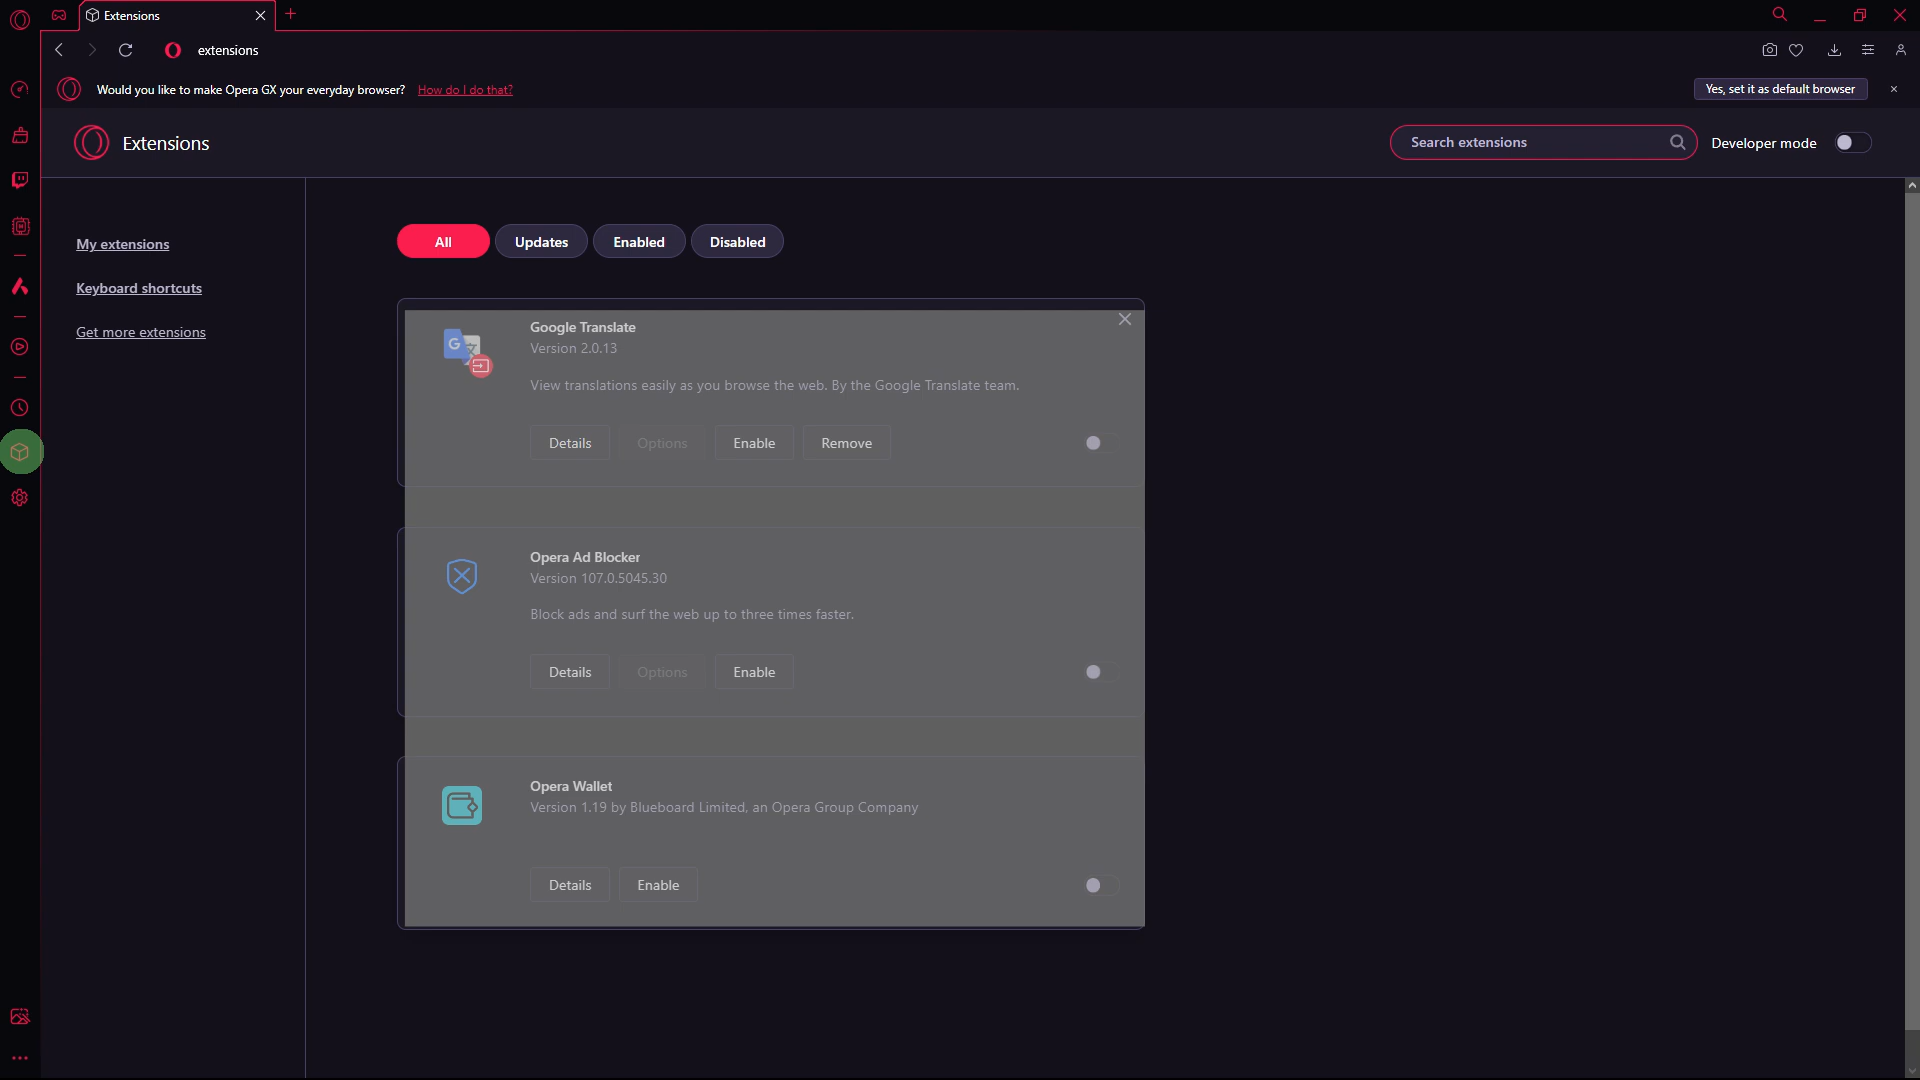 Extensions
extensions
Would you like to make Opera GX your everyday browser? How do I do that?
Yes, set it as default browser
Extensions
Search extensions
Developer mode
My extensions
Keyboard shortcuts
Get more extensions
All
Updates
Enabled
Disabled
Google Translate
Version 2.0.13
View translations easily as you browse the web. By the Google Translate team.
Details
Options
Enable
Remove
Opera Ad Blocker
Version 107.0.5045.30
Block ads and surf the web up to three times faster.
Details
Options
Enable
Opera Wallet
Version 1.19 by Blueboard Limited, an Opera Group Company
Details
Enable